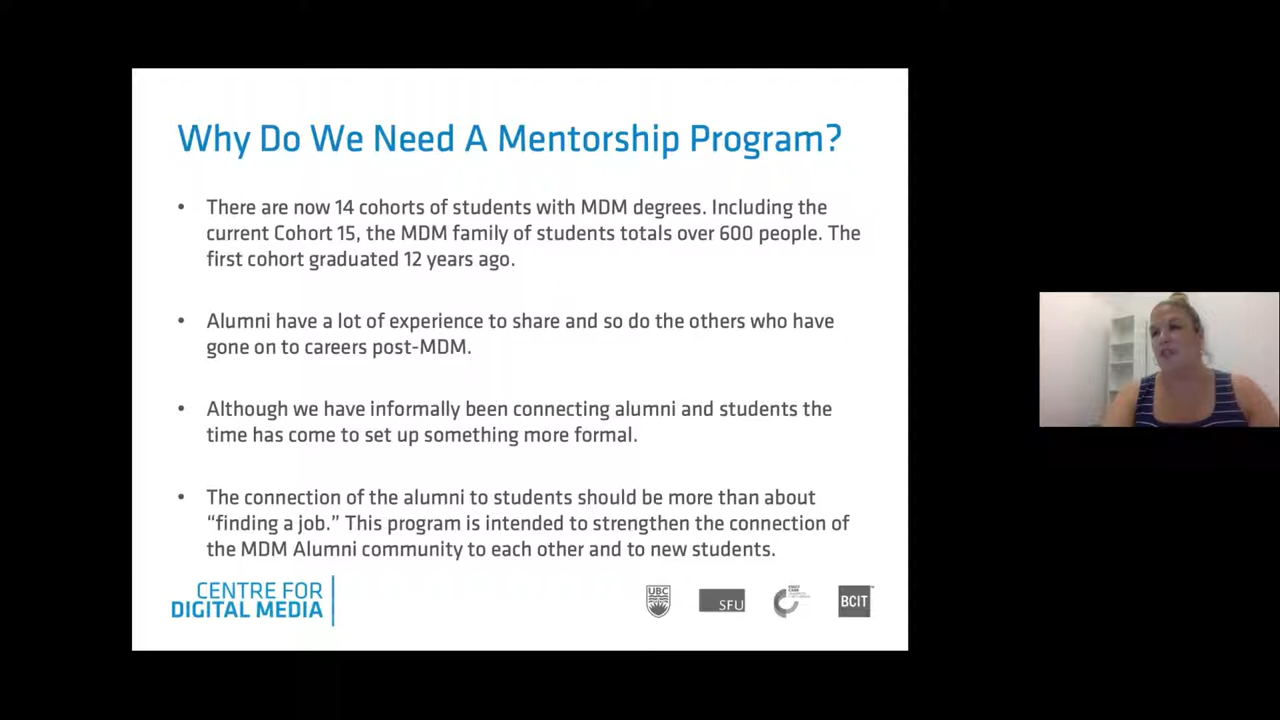 Why Do We Need A Mentorship Program?
• There are now 14 cohorts of students with MDM degrees. Including the
current Cohort 15, the MDM family of students totals over 600 people. The
first cohort graduated 12 years ago.
• Alumni have a lot of experience to share and so do the others who have
gone on to careers post-MDM.
• Although we have informally been connecting alumni and students the
time has come to set up something more formal.
• The connection of the alumni to students should be more than about
“finding a job.” This program is intended to strengthen the connection of
the MDM Alumni community to each other and to new students.
CENTRE FOR
DIGITAL MEDIA
UBC
SFU
BCIT